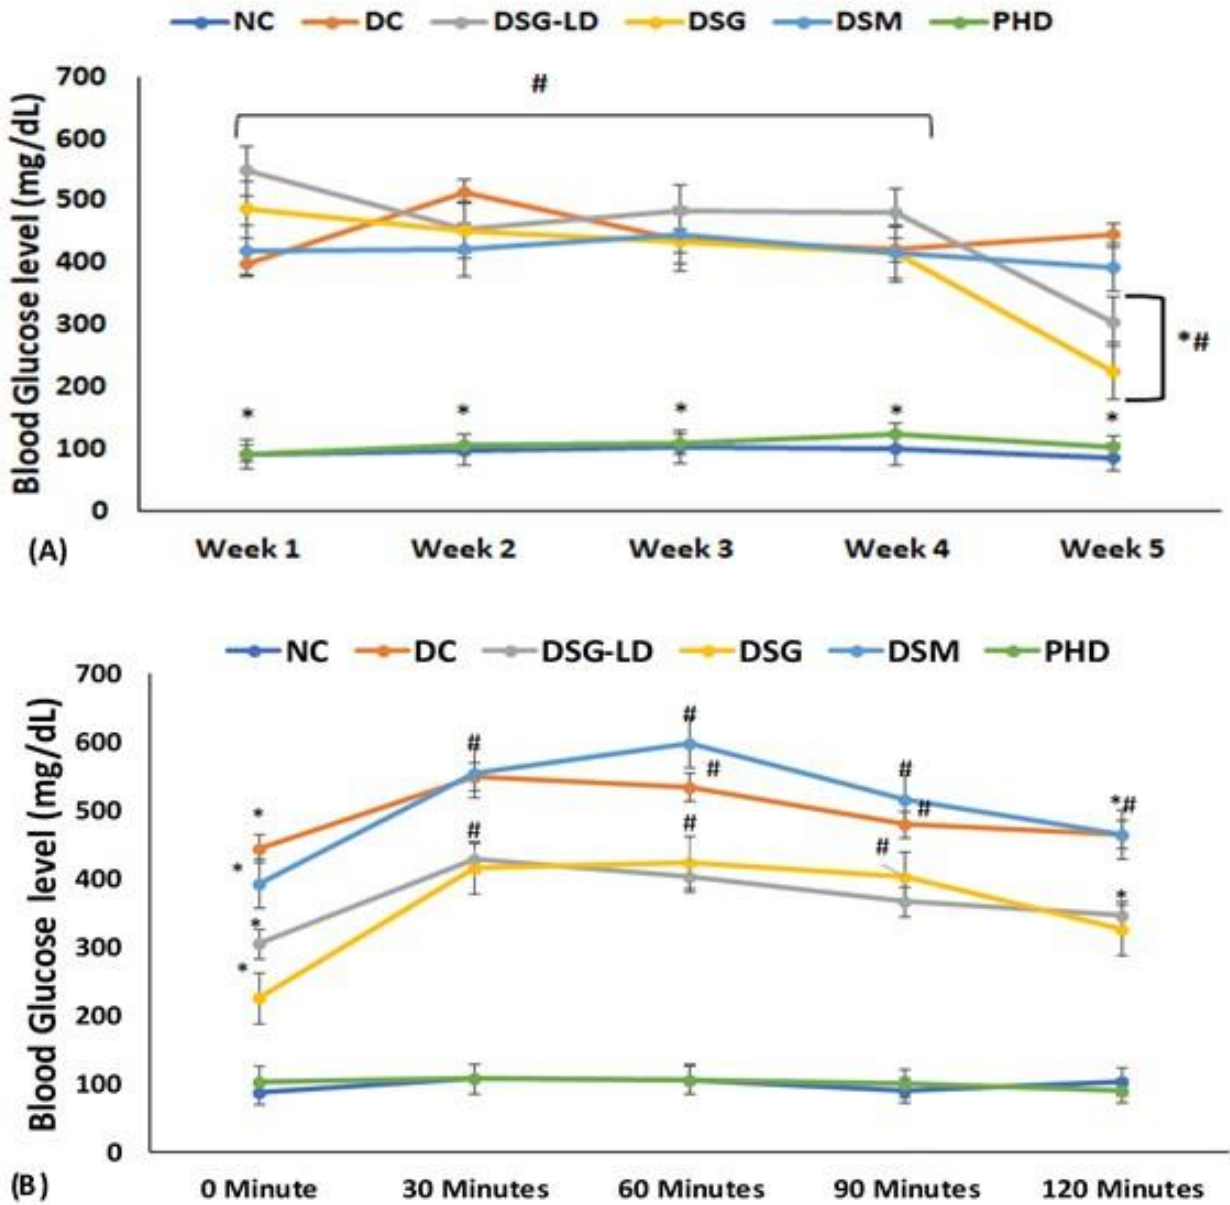 NC DC DSG-LD DSG DSM PHD
Blood Glucose level (mg/dL)
700
600
500
400
300
200
100
0
#
*#
* * * * *
Week 1 Week 2 Week 3 Week 4 Week 5
(A)
NC DC DSG-LD DSG DSM PHD
Blood Glucose level (mg/dL)
700
600
500
400
300
200
100
0
* # # # *#
* # #
* # # # *
*
0 Minute 30 Minutes 60 Minutes 90 Minutes 120 Minutes
(B)